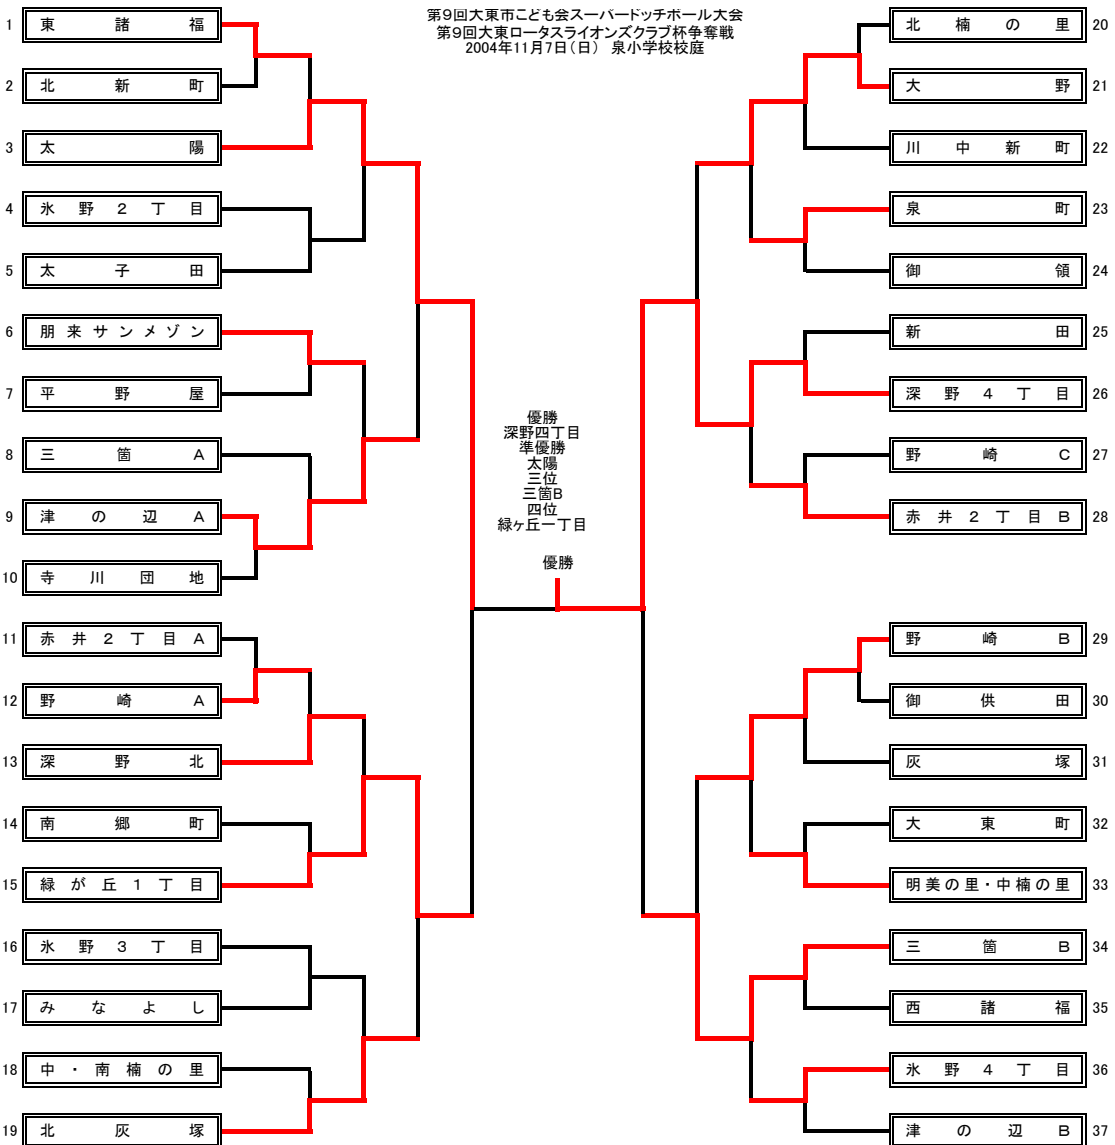 第9回大東市こども会スーパードッチボール大会
第9回大東ロータスライオンズクラブ杯争奪戦
2004年11月7日(日) 泉小学校校庭
1 東諸福
2 北新町
3 太陽
4 氷野2丁目
5 太子田
6 朋来サンメゾン
7 平野屋
8 三箇A
9 津の辺A
10 寺川団地
11 赤井2丁目A
12 野崎A
13 深野北
14 南郷町
15 緑が丘1丁目
16 氷野3丁目
17 みなよし
18 中・南楠の里
19 北灰塚
優勝
深野四丁目
準優勝
太陽
三位
三箇B
四位
緑ヶ丘一丁目
優勝
北楠の里 20
大野 21
川中新町 22
泉町 23
御領 24
新田 25
深野4丁目 26
野崎C 27
赤井2丁目B 28
野崎B 29
御供田 30
灰塚 31
大東町 32
明美の里・中楠の里 33
三箇B 34
西諸福 35
氷野4丁目 36
津の辺B 37